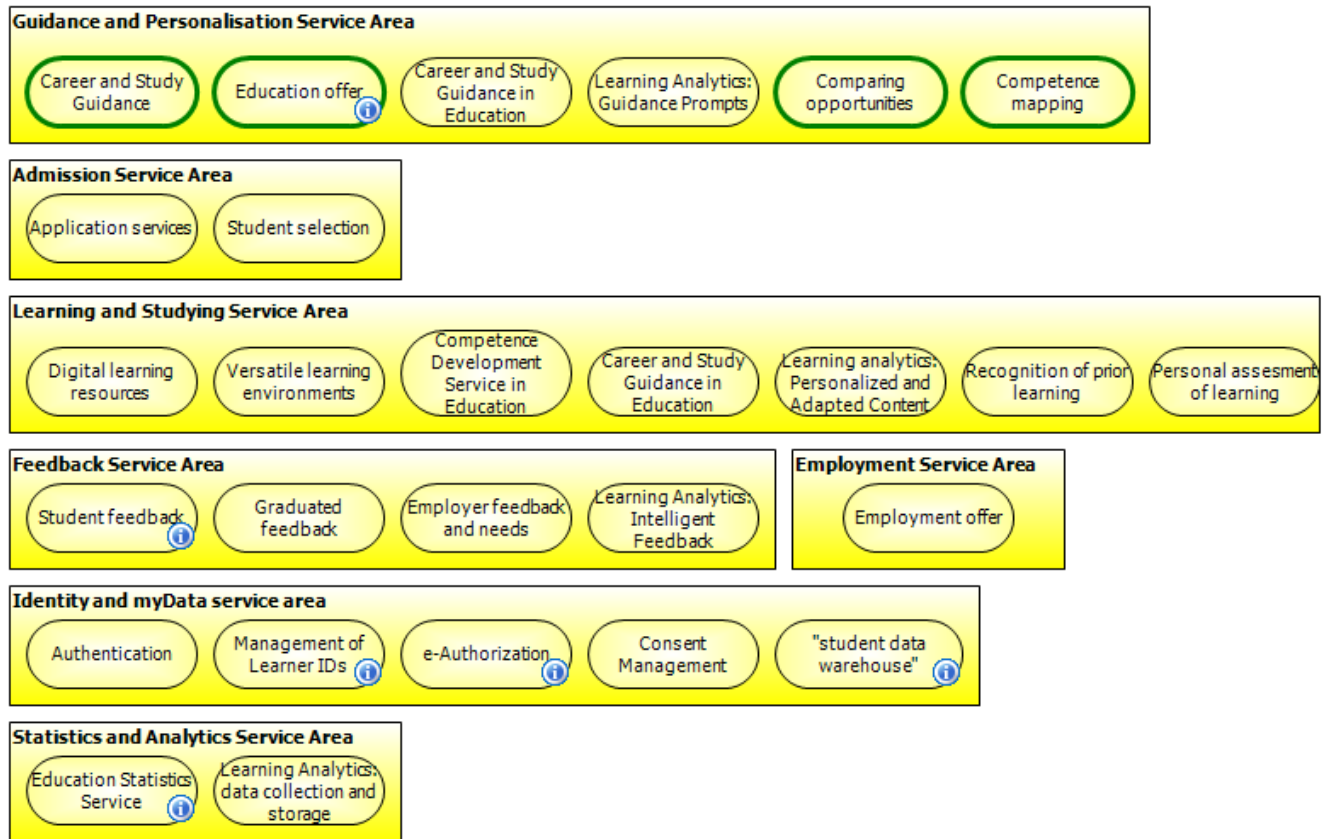 Guidance and Personalisation Service Area
Career and Study
Guidance
Education offer
Career and Study
Guidance in
Education
Learning Analytics:
Guidance Prompts
Comparing
opportunities
Competence
mapping
Admission Service Area
Application services
Student selection
Learning and Studying Service Area
Digital learning
resources
Versatile learning
environments
Competence
Development
Service in
Education
Career and Study
Guidance in
Education
Learning analytics:
Personalized and
Adapted Content
Recognition of prior
learning
Personal assesment
of learning
Feedback Service Area
Student feedback
Graduated
feedback
Employer feedback
and needs
Learning Analytics:
Intelligent
Feedback
Employment Service Area
Employment offer
Identity and myData service area
Authentication
Management of
Learner IDs
e-Authorization
Consent
Management
"student data
warehouse"
Statistics and Analytics Service Area
Education Statistics
Service
Learning Analytics:
data collection and
storage